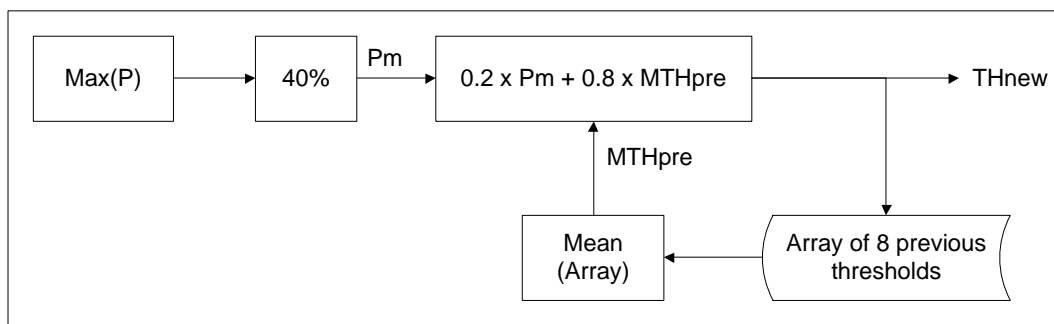 Max(P)
40%
Pm
0.2 x Pm + 0.8 x MTHpre
THnew
MTHpre
Mean
(Array)
Array of 8 previous
thresholds